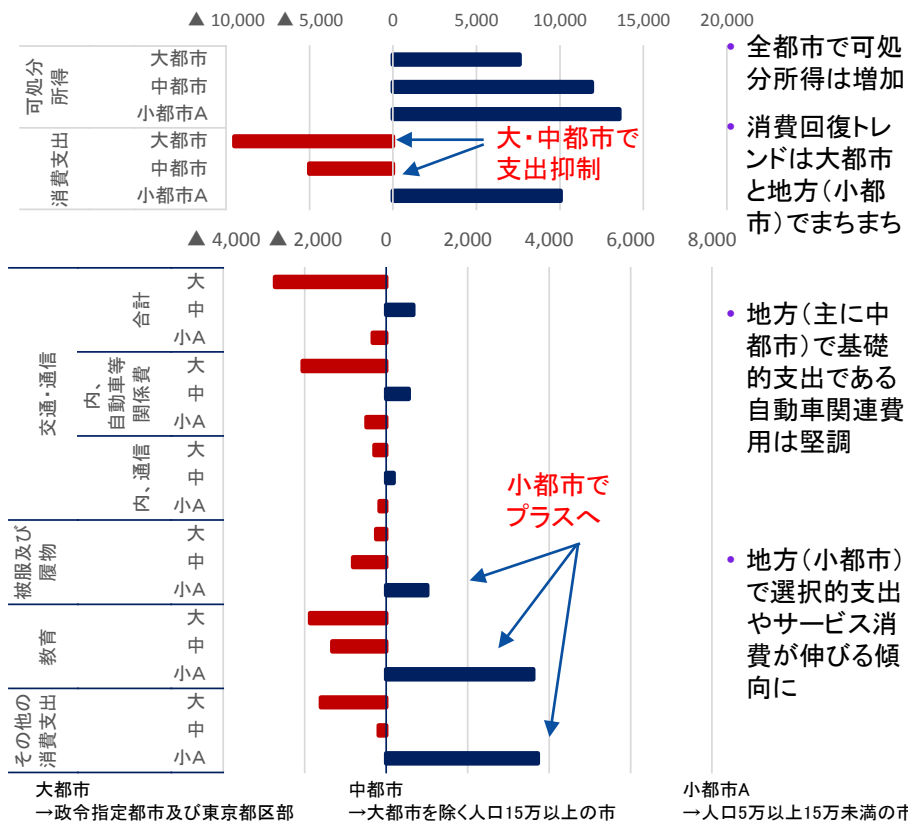 ▲ 10,000 ▲ 5,000 0 5,000 10,000 15,000 20,000
可処分
所得
大都市
中都市
小都市A
消費支出
大都市
中都市
小都市A
大・中都市で
支出抑制
• 全都市で可処
分所得は増加
• 消費回復トレ
ンドは大都市
と地方(小都
市)でまちまち
▲ 4,000 ▲ 2,000 0 2,000 4,000 6,000 8,000
交通・通信
合計
大
中
小A
内、
自動車等
関係費
大
中
小A
内、通信
大
中
小A
被服及び
履物
大
中
小A
教育
大
中
小A
その他の
消費支出
大
中
小A
小都市で
プラスへ
• 地方(主に中
都市)で基礎
的支出である
自動車関連費
用は堅調
• 地方(小都市)
で選択的支出
やサービス消
費が伸びる傾
向に
大都市
→政令指定都市及び東京都区部
中都市
→大都市を除く人口15万以上の市
小都市A
→人口5万以上15万未満の市